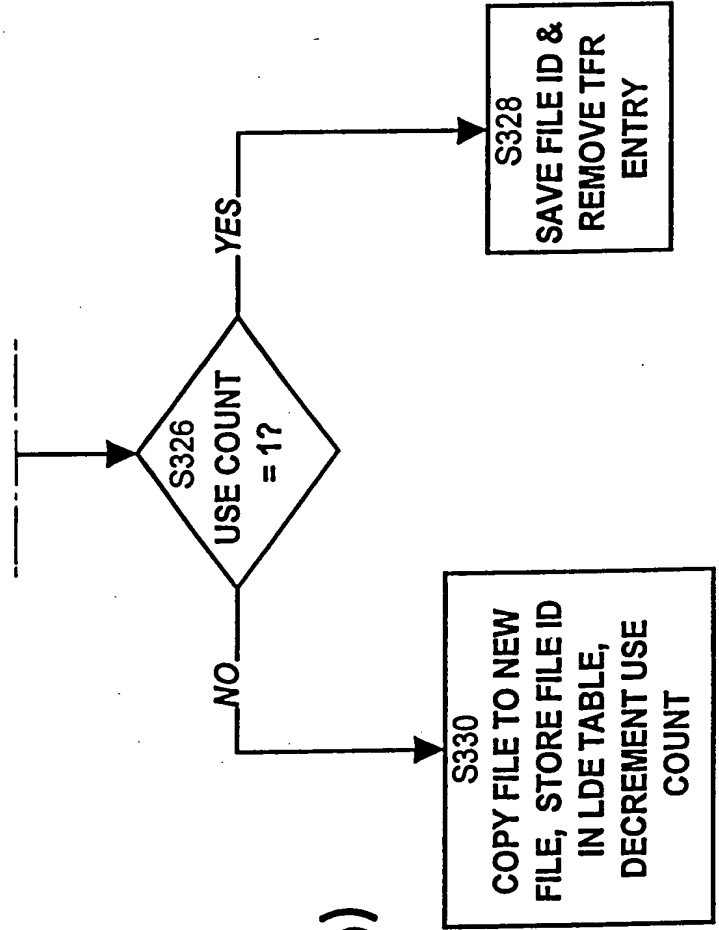 S326
USE COUNT
= 1?
NO
YES
S330
COPY FILE TO NEW
FILE, STORE FILE ID
IN LDE TABLE,
DECREMENT USE
COUNT
S328
SAVE FILE ID &
REMOVE TFR
ENTRY